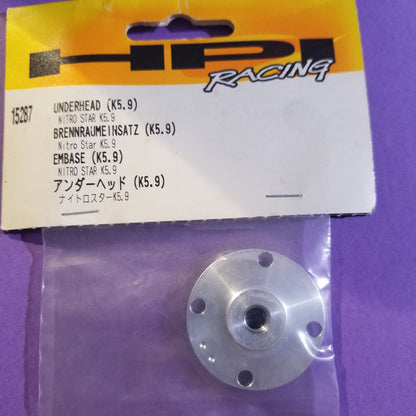 HPI
RACING
15287
UNDERHEAD (K5.9)
NITRO STAR K5.9
BRENNRAUMEINSATZ (K5.9)
Nitro Star K5.9
EMBASE (K5.9)
NITRO STAR K5.9
アンダーヘッド (K5.9)
ナイトロスターK5.9